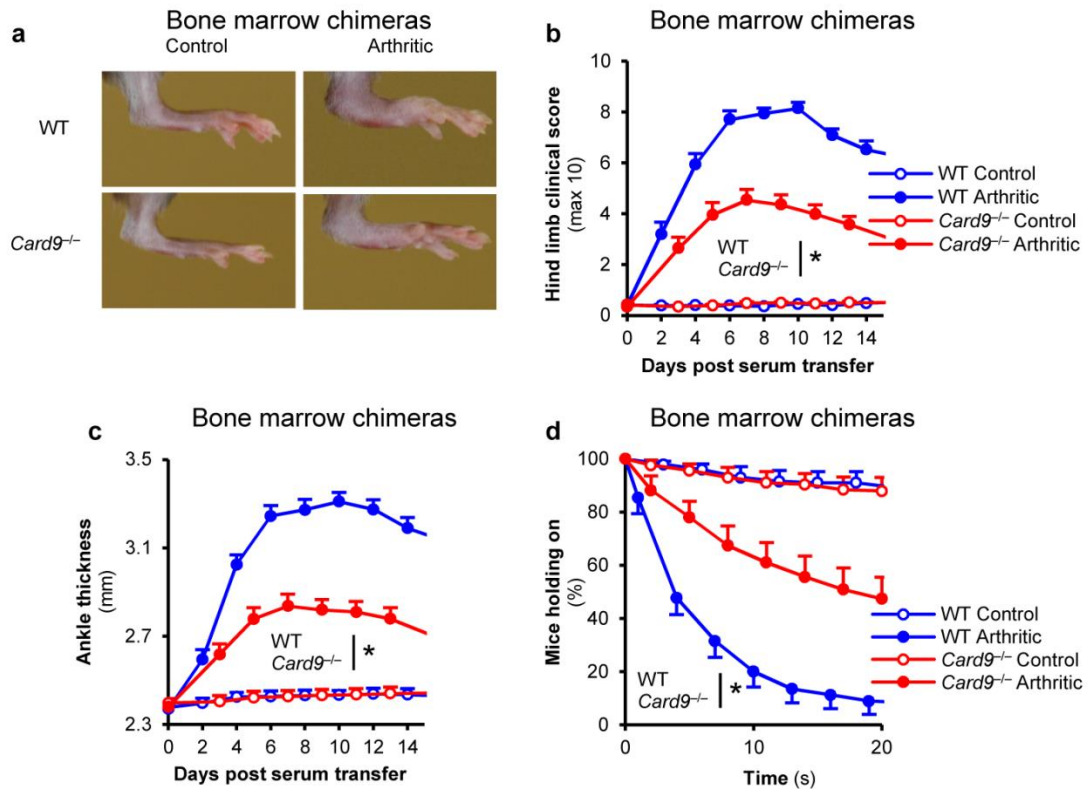 a
Bone marrow chimeras
Control
Arthritic
WT
Card9–/–
b
Bone marrow chimeras
Hind limb clinical score
(max 10)
10
8
6
4
2
0
0 2 4 6 8 10 12 14
Days post serum transfer
WT
Card9–/–
*
WT Control
WT Arthritic
Card9–/– Control
Card9–/– Arthritic
c
Bone marrow chimeras
Ankle thickness
(mm)
3.5
3.1
2.7
2.3
0 2 4 6 8 10 12 14
Days post serum transfer
WT
Card9–/–
*
d
Bone marrow chimeras
Mice holding on
(%)
100
80
60
40
20
0
0 10 20
Time (s)
WT
Card9–/–
*
WT Control
WT Arthritic
Card9–/– Control
Card9–/– Arthritic